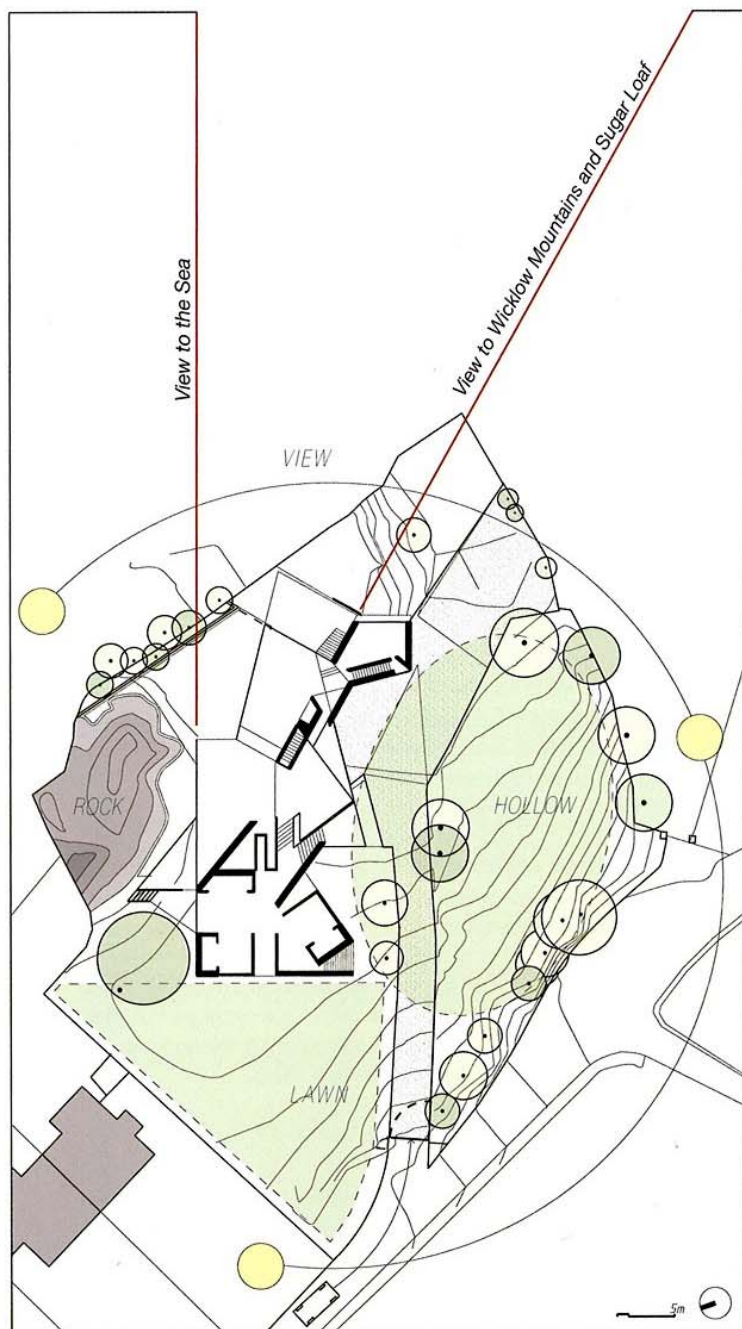 View to the Sea
View to Wicklow Mountains and Sugar Loaf
VIEW
ROCK
HOLLOW
LAWN
5m